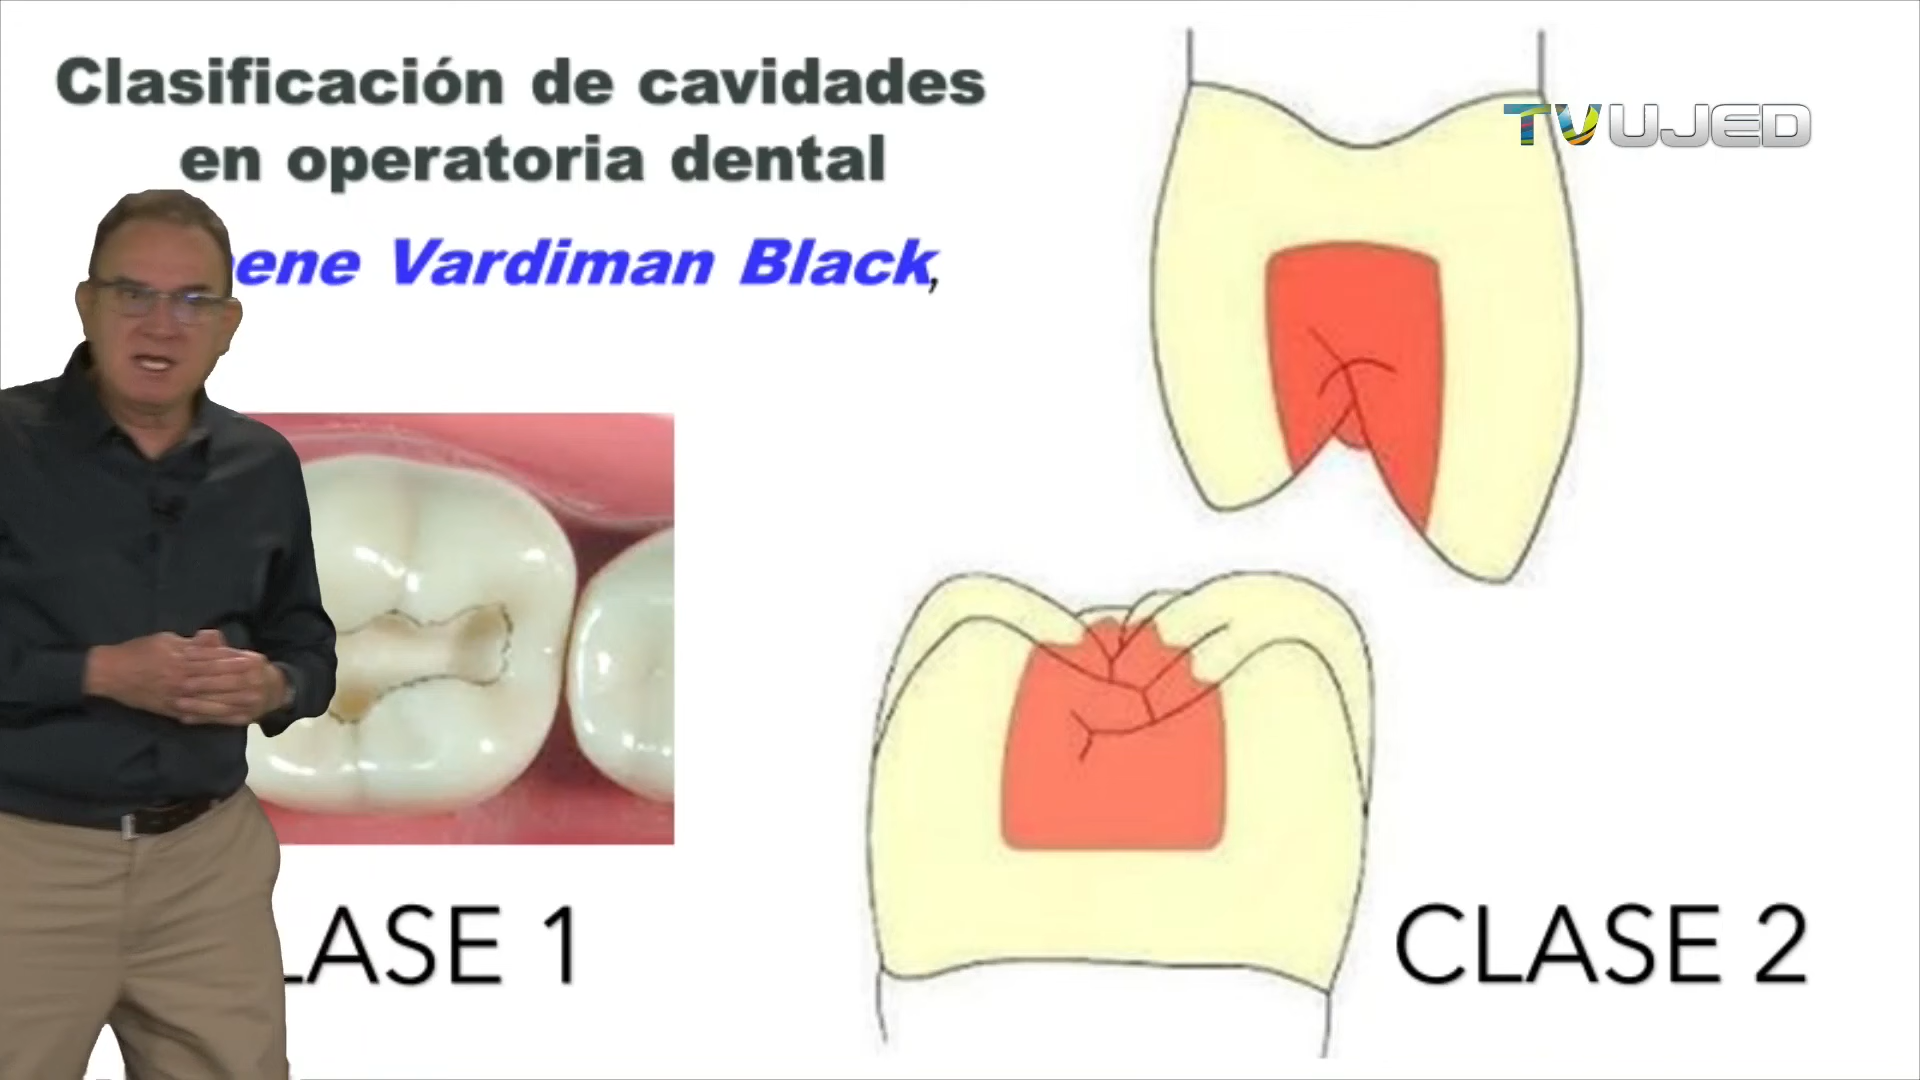 Clasificación de cavidades
en operatoria dental
ene Vardiman Black,
TVUJED
LASE 1
CLASE 2